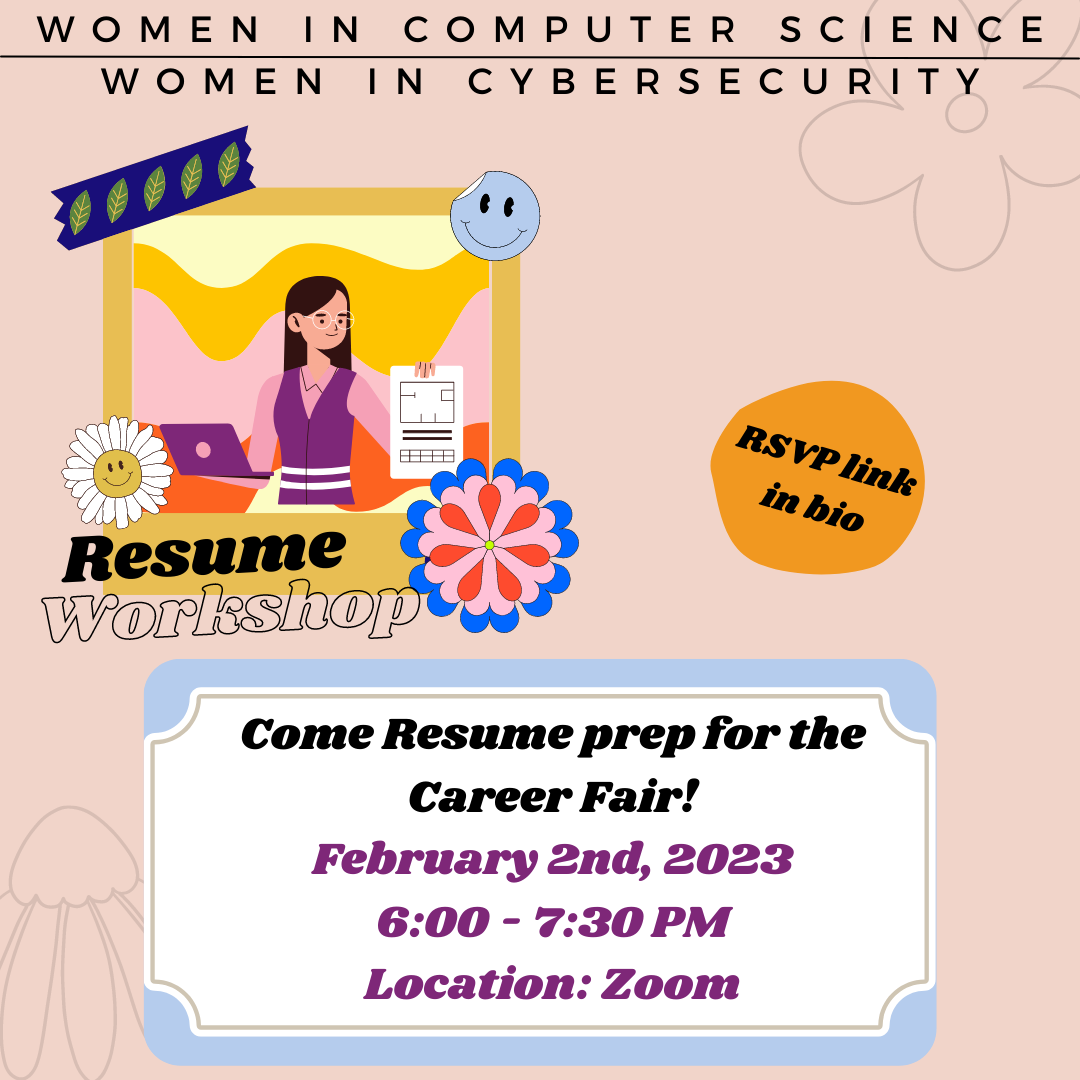 WOMEN IN COMPUTER SCIENCE
WOMEN IN CYBERSECURITY
Resume
Workshop
RSVP link
in bio
Come Resume prep for the
Career Fair!
February 2nd, 2023
6:00 - 7:30 PM
Location: Zoom